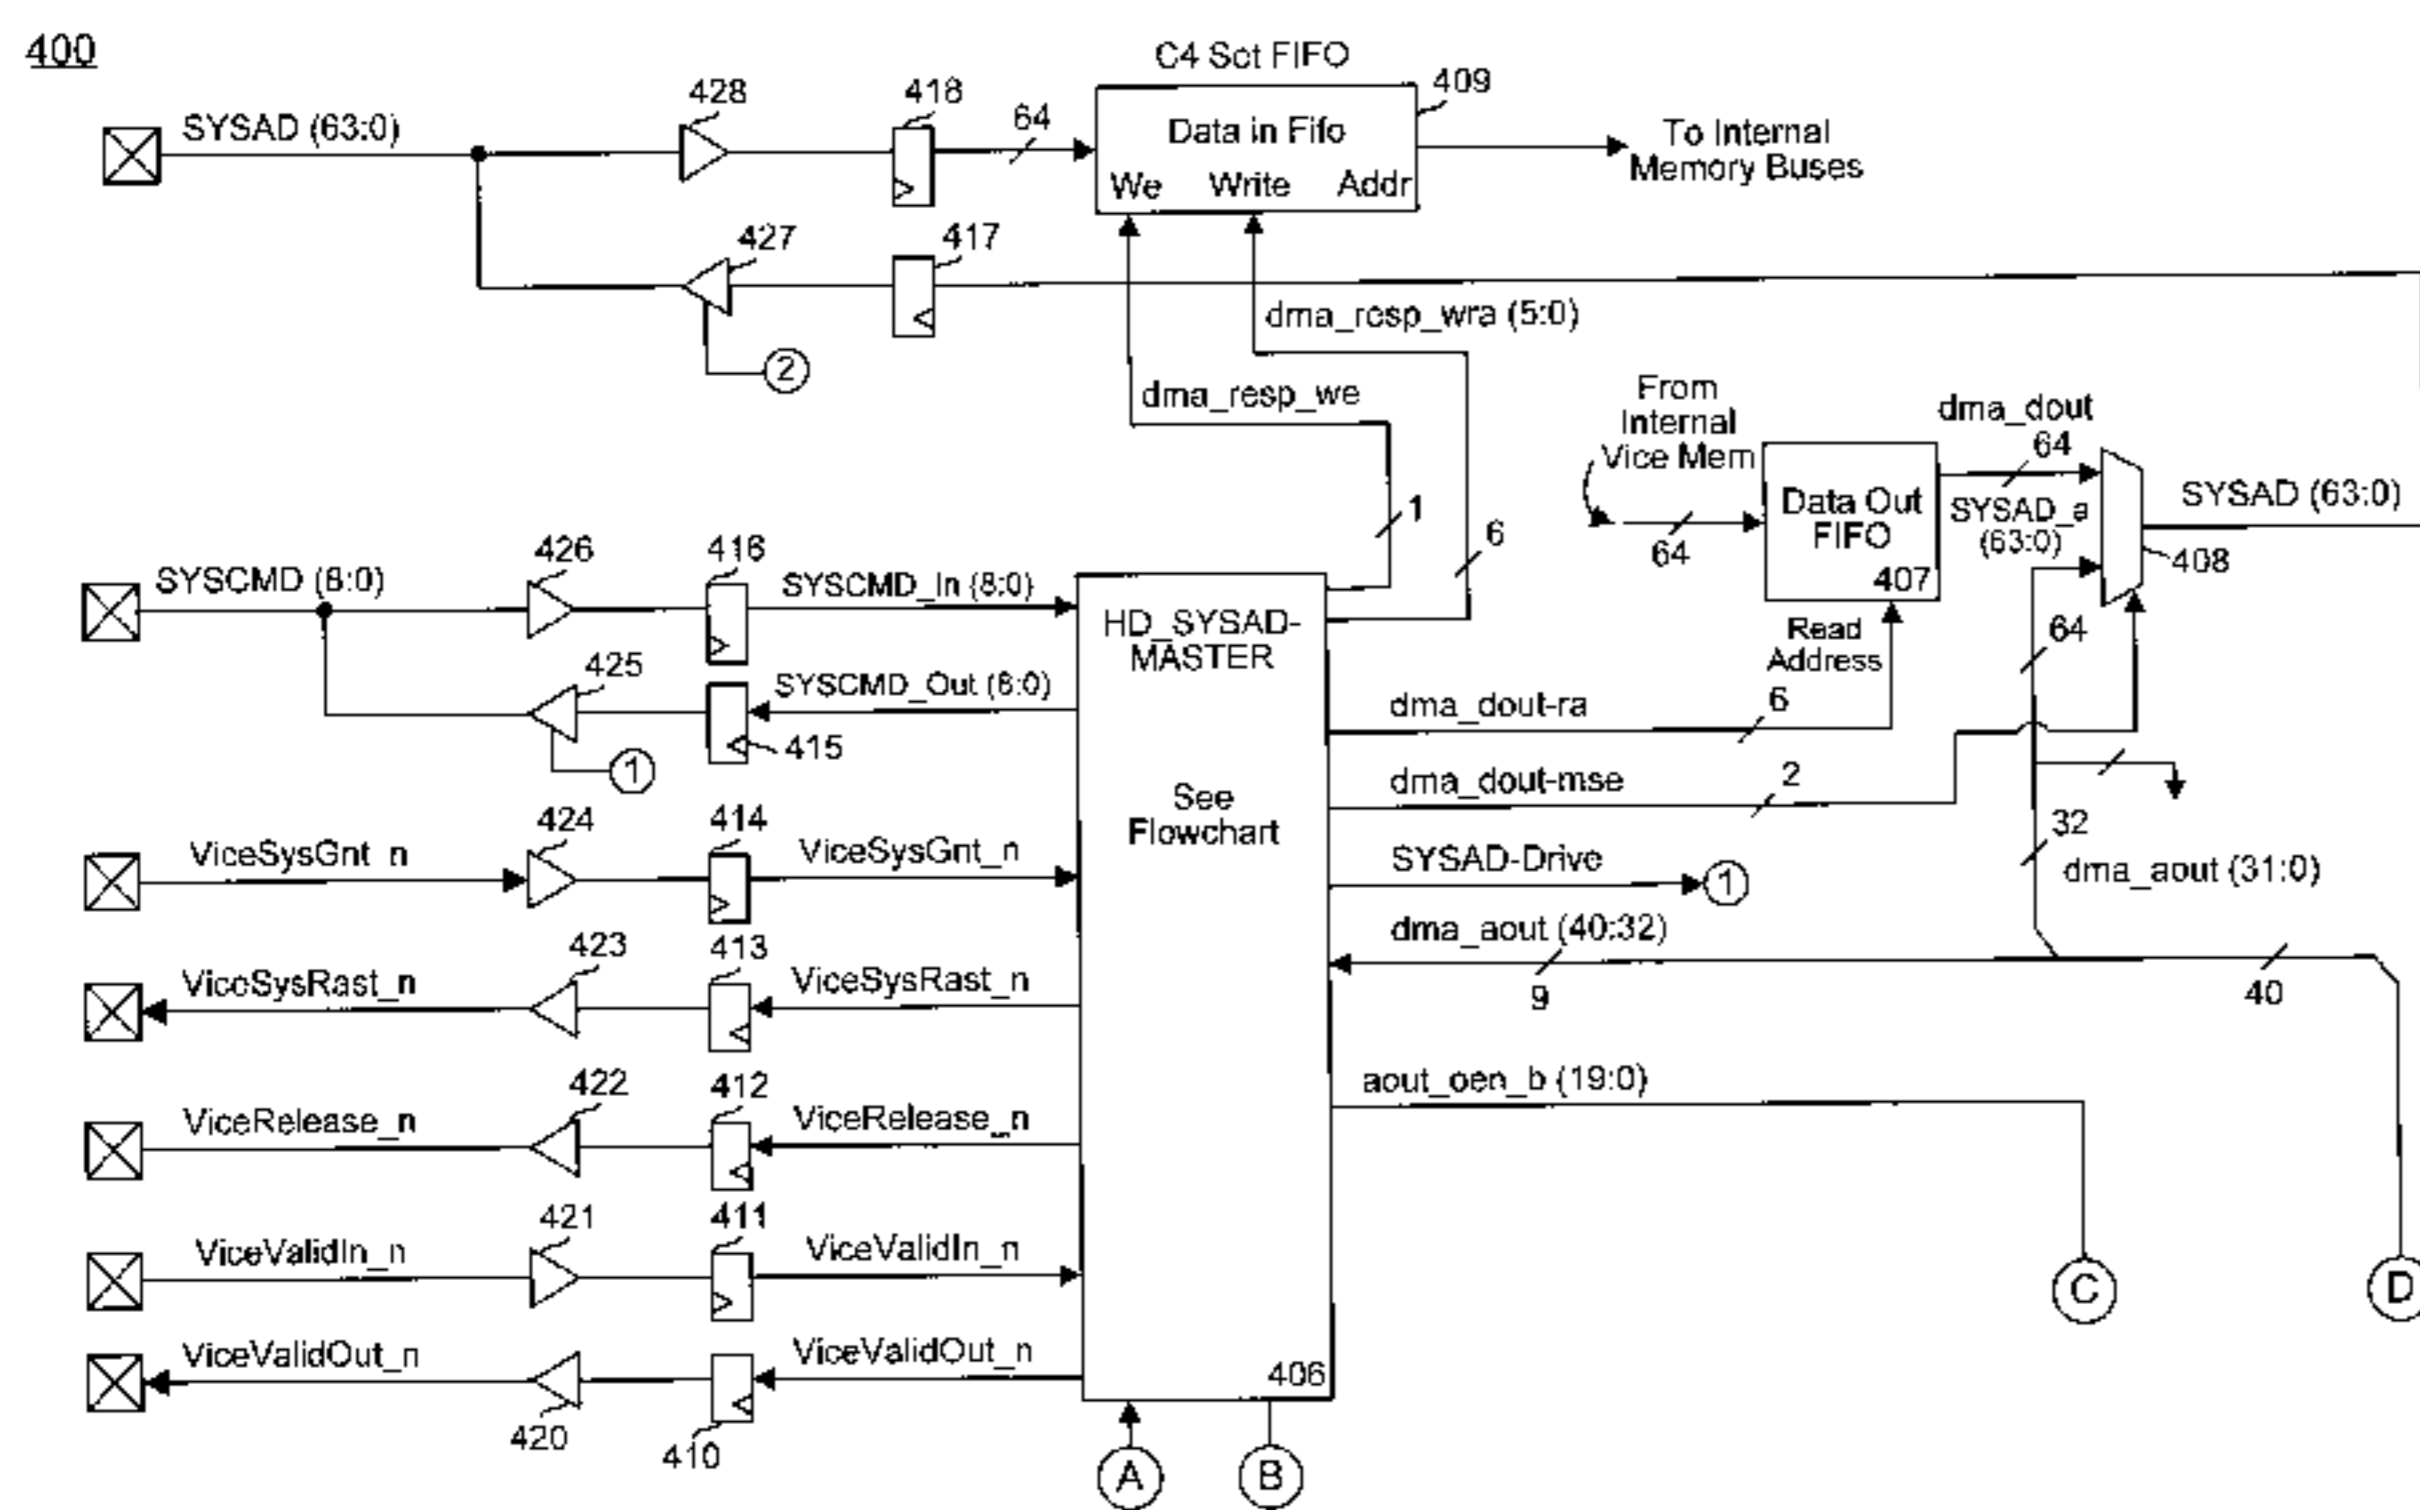 400
C4 Sct FIFO
428
418
64
409
SYSAD (63:0)
Data in Fifo
We Write Addr
To Internal
Memory Buses
427
417
dma_resp_wra (5:0)
2
dma_resp_we
From
Internal
Vice Mem
dma_dout
64
1
6
64
Data Out
FIFO
407
SYSAD_a
(63:0)
SYSAD (63:0)
408
426
416
SYSCMD (8:0)
SYSCMD_In (8:0)
HD_SYSAD-
MASTER
Read
Address
64
425
SYSCMD_Out (8:0)
415
1
dma_dout-ra
6
See
Flowchart
dma_dout-mse
2
424
414
ViceSysGnt_n
ViceSysGnt_n
SYSAD-Drive
1
32
dma_aout (31:0)
423
413
ViceSysRast_n
ViceSysRast_n
dma_aout (40:32)
9
40
422
412
ViceRelease_n
ViceRelease_n
aout_oen_b (19:0)
421
411
ViceValidIn_n
ViceValidIn_n
C
D
ViceValidOut_n
ViceValidOut_n
406
420
410
A
B